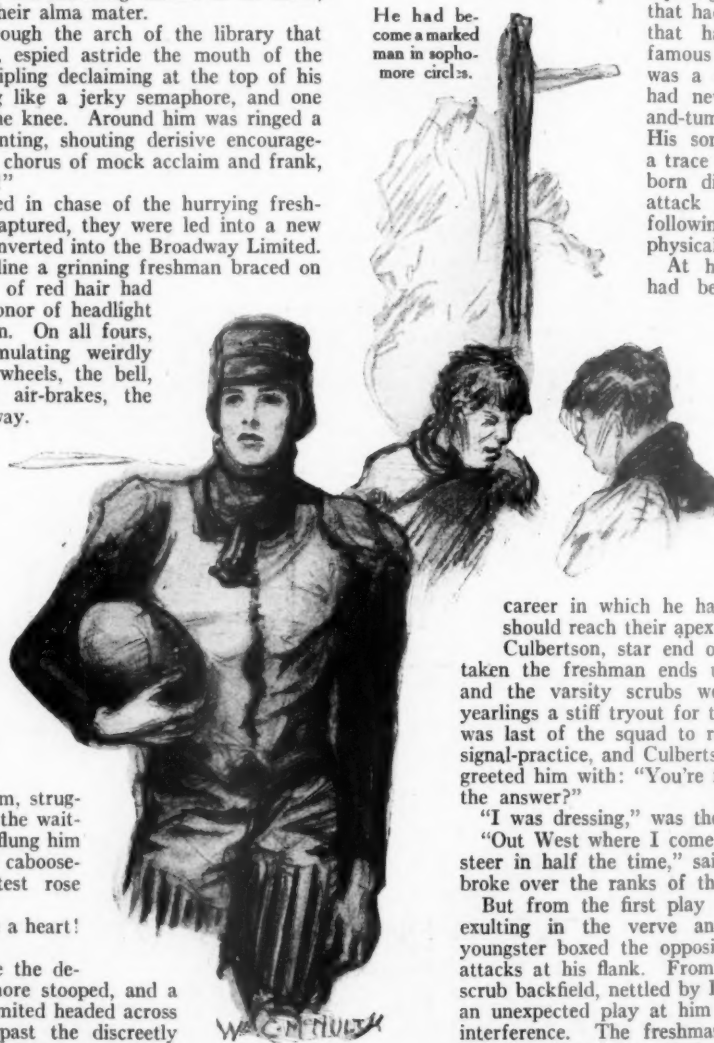 heir alma mater.
ough the arch of the library that
, espied astride the mouth of the
ipling declaiming at the top of his
g like a jerky semaphore, and one
ne knee. Around him was ringed a
nting, shouting derisive encourage-
chorus of mock acclaim and frank,
!”
ed in chase of the hurrying fresh-
aptured, they were led into a new
nverted into the Broadway Limited.
line a grinning freshman braced on
of red hair had
onor of headlight
n. On all fours,
mulating weirdly
wheels, the bell,
air-brakes, the
way.
m, strug-
the wait-
flung him
caboose-
test rose
a heart!
e the de-
more stooped, and a
mited headed across
past the discreetly
He had be-
come a marked
man in sopho-
more circles.
W C McNULTY
that had
that ha
famous
was a
had nev
and-tum
His son
a trace
born di
attack
followin
physical
At h
had be
career in which he ha
should reach their apex
Culbertson, star end o
taken the freshman ends u
and the varsity scrubs we
yearlings a stiff tryout for t
was last of the squad to r
signal-practice, and Culberts
greeted him with: “You're
the answer?”
“I was dressing,” was the
“Out West where I come
steer in half the time,” sai
broke over the ranks of th
But from the first play
exulting in the verve an
youngster boxed the opposi
attacks at his flank. From
scrub backfield, nettled by
an unexpected play at him
interference. The freshma